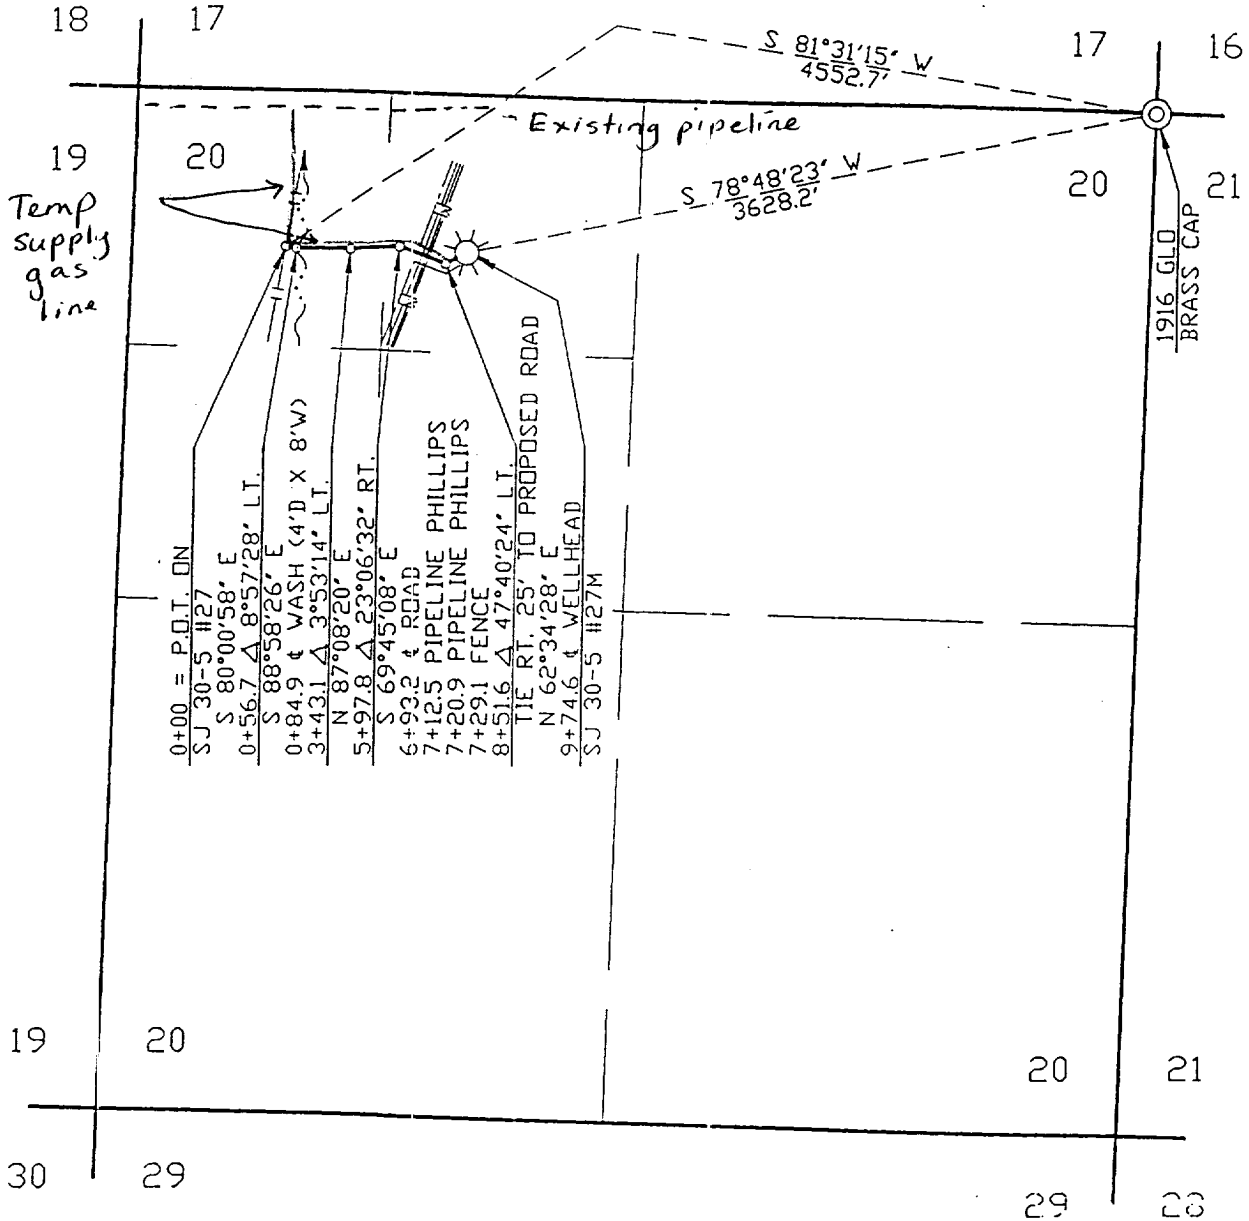 18 17
17 16
S 81°31'15" W
4552.7'
Existing pipeline
19 20
S 78°48'23" W
3628.2'
20 21
Temp
supply
gas
line
1916 GLO
BRASS CAP
0+00 = P.O.T. ON
SJ 30-5 #27
S 80°00'58" E
0+56.7 △ 8°57'28" LT.
S 88°58'26" E
0+84.9 ℄ WASH (4'D X 8'W)
3+43.1 △ 3°53'14" LT.
N 87°08'20" E
5+97.8 △ 23°06'32" RT.
S 69°45'08" E
6+93.2 ℄ ROAD
7+12.5 PIPELINE PHILLIPS
7+20.9 PIPELINE PHILLIPS
7+29.1 FENCE
8+51.6 △ 47°40'24" LT.
TIE RT. 25' TO PROPOSED ROAD
N 62°34'28" E
9+74.6 ℄ WELLHEAD
SJ 30-5 #27M
19 20
20 21
30 29
29 28